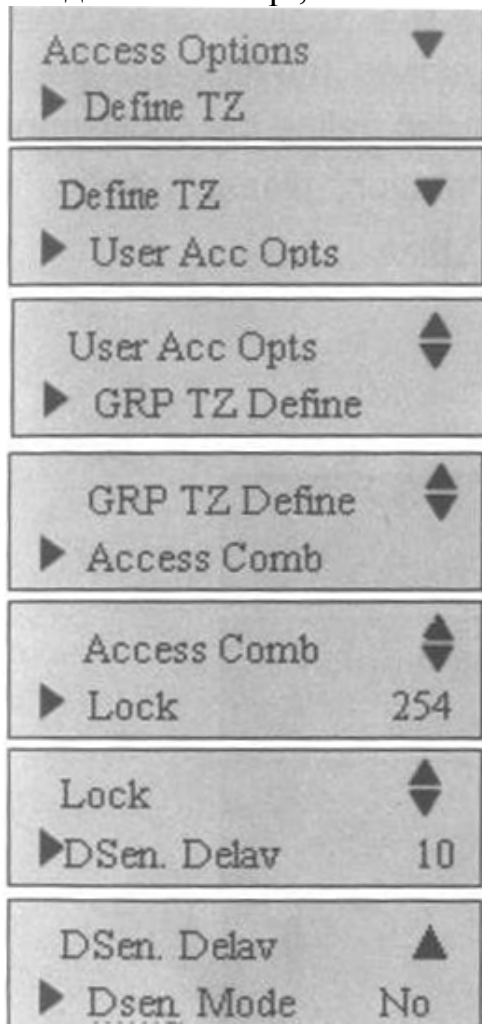 Access Options
Define TZ
Define TZ
User Acc Opts
User Acc Opts
GRP TZ Define
GRP TZ Define
Access Comb
Access Comb
Lock 254
Lock
DSen. Delav 10
DSen. Delav
Dsen Mode No